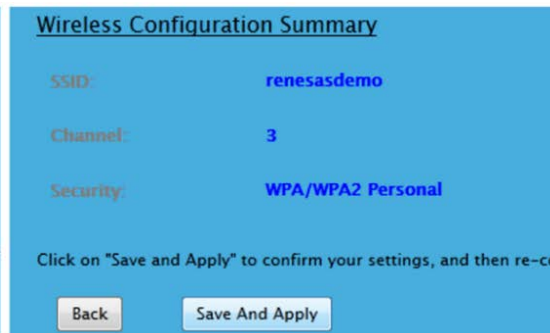 Wireless Configuration Summary
SSID: renesasdemo
Channel: 3
Security: WPA/WPA2 Personal
Click on "Save and Apply" to confirm your settings, and then
Back Save And Apply